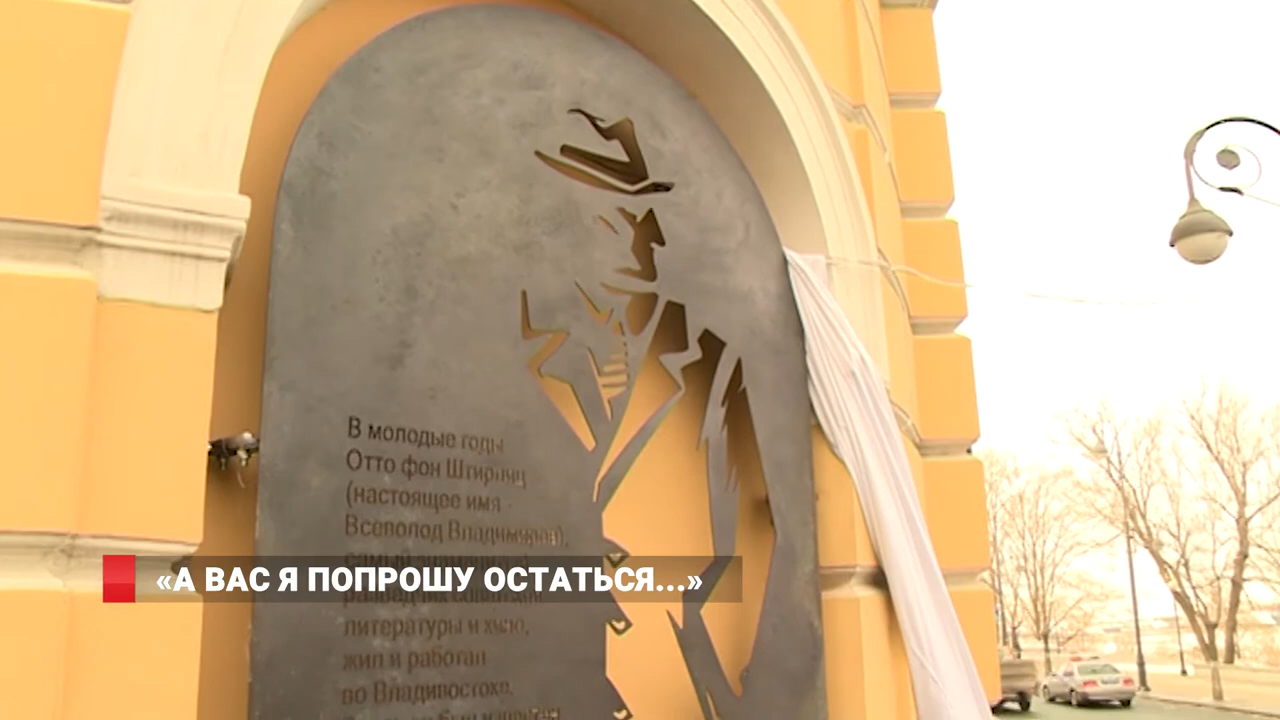 В молодые годы
Отто фон Штирлиц
(настоящее имя
Всеволод Владимиров),
«А ВАС Я ПОПРОШУ ОСТАТЬСЯ...»
литературы и кино,
жил и работал
во Владивостоке.